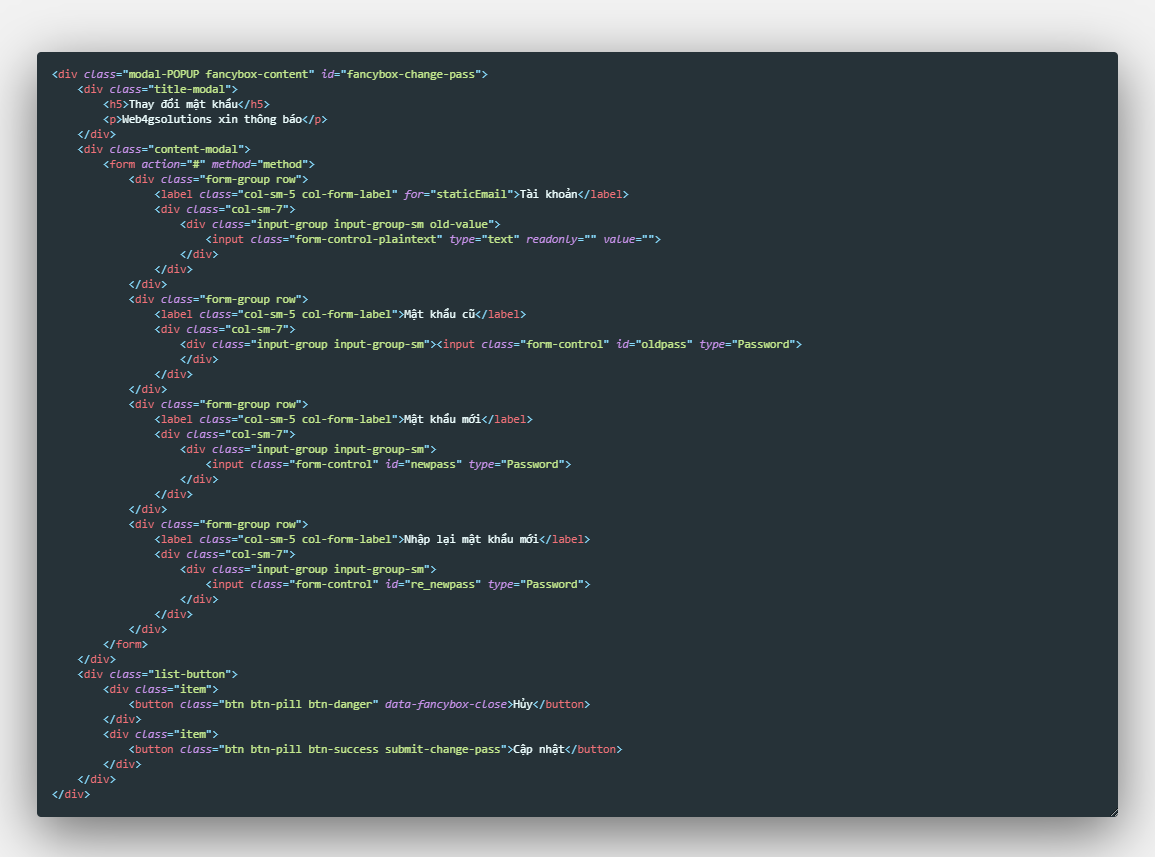 <div class="modal-POPUP fancybox-content" id="fancybox-change-pass">
    <div class="title-modal">
        <h5>Thay đổi mật khẩu</h5>
        <p>Web4gsolutions xin thông báo</p>
    </div>
    <div class="content-modal">
        <form action="#" method="method">
            <div class="form-group row">
                <label class="col-sm-5 col-form-label" for="staticEmail">Tài khoản</label>
                <div class="col-sm-7">
                    <div class="input-group input-group-sm old-value">
                        <input class="form-control-plaintext" type="text" readonly="" value="">
                    </div>
                </div>
            </div>
            <div class="form-group row">
                <label class="col-sm-5 col-form-label">Mật khẩu cũ</label>
                <div class="col-sm-7">
                    <div class="input-group input-group-sm"><input class="form-control" id="oldpass" type="Password">
                    </div>
                </div>
            </div>
            <div class="form-group row">
                <label class="col-sm-5 col-form-label">Mật khẩu mới</label>
                <div class="col-sm-7">
                    <div class="input-group input-group-sm">
                        <input class="form-control" id="newpass" type="Password">
                    </div>
                </div>
            </div>
            <div class="form-group row">
                <label class="col-sm-5 col-form-label">Nhập lại mật khẩu mới</label>
                <div class="col-sm-7">
                    <div class="input-group input-group-sm">
                        <input class="form-control" id="re_newpass" type="Password">
                    </div>
                </div>
            </div>
        </form>
    </div>
    <div class="list-button">
        <div class="item">
            <button class="btn btn-pill btn-danger" data-fancybox-close>Hủy</button>
        </div>
        <div class="item">
            <button class="btn btn-pill btn-success submit-change-pass">Cập nhật</button>
        </div>
    </div>
</div>